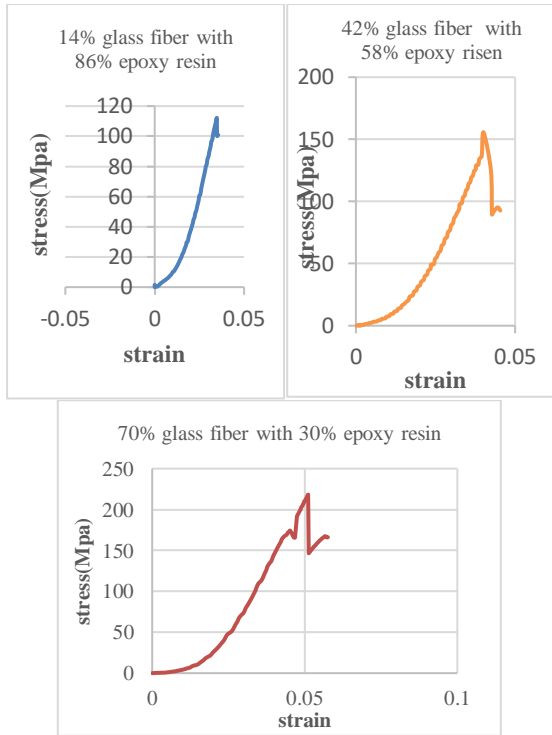 14% glass fiber with
86% epoxy resin
stress(Mpa)
120
100
80
60
40
20
0
-0.05 0 0.05
strain
42% glass fiber with
58% epoxy risen
stress(Mpa)
200
150
100
50
0
0 0.05
strain
70% glass fiber with 30% epoxy resin
stress(Mpa)
250
200
150
100
50
0
0 0.05 0.1
strain